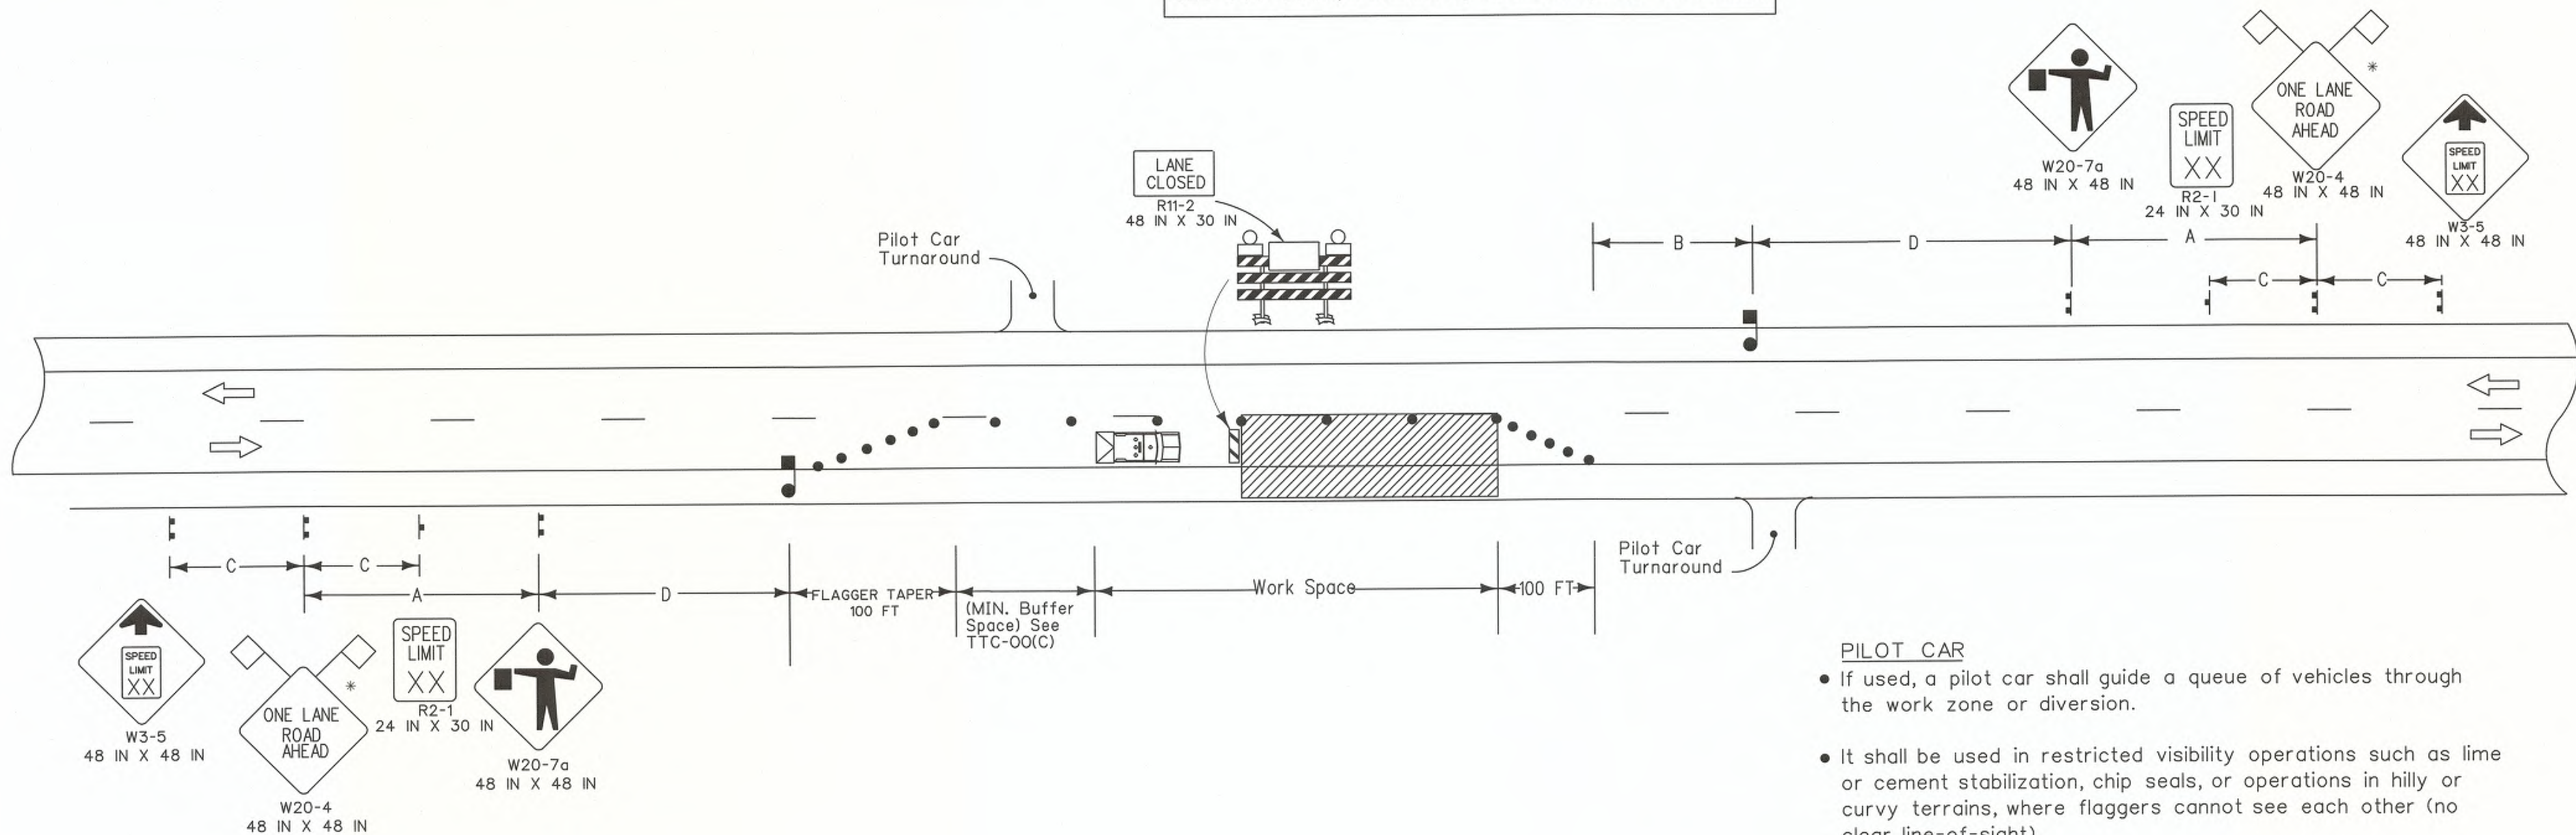 ONE LANE
ROAD
AHEAD
*
SPEED
LIMIT
XX
SPEED
LIMIT
XX
W20-7a
48 IN X 48 IN
R2-1
24 IN X 30 IN
W20-4
48 IN X 48 IN
W3-5
48 IN X 48 IN
LANE
CLOSED
R11-2
48 IN X 30 IN
Pilot Car
Turnaround
B
D
A
C
C
C
C
A
D
FLAGGER TAPER
100 FT
(MIN. Buffer
Space) See
TTC-00(C)
Work Space
100 FT
Pilot Car
Turnaround
SPEED
LIMIT
XX
W3-5
48 IN X 48 IN
ONE LANE
ROAD
AHEAD
*
W20-4
48 IN X 48 IN
SPEED
LIMIT
XX
R2-1
24 IN X 30 IN
W20-7a
48 IN X 48 IN
PILOT CAR
• If used, a pilot car shall guide a queue of vehicles through
the work zone or diversion.
• It shall be used in restricted visibility operations such as lime
or cement stabilization, chip seals, or operations in hilly or
curvy terrains, where flaggers cannot see each other (no
clear line-of-sight)